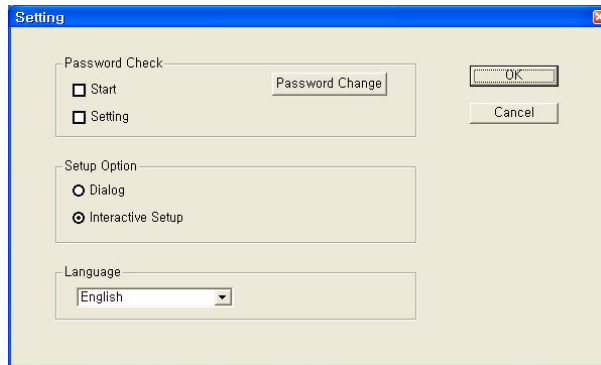 Setting
Password Check
Start
Password Change
Setting
OK
Cancel
Setup Option
Dialog
Interactive Setup
Language
English